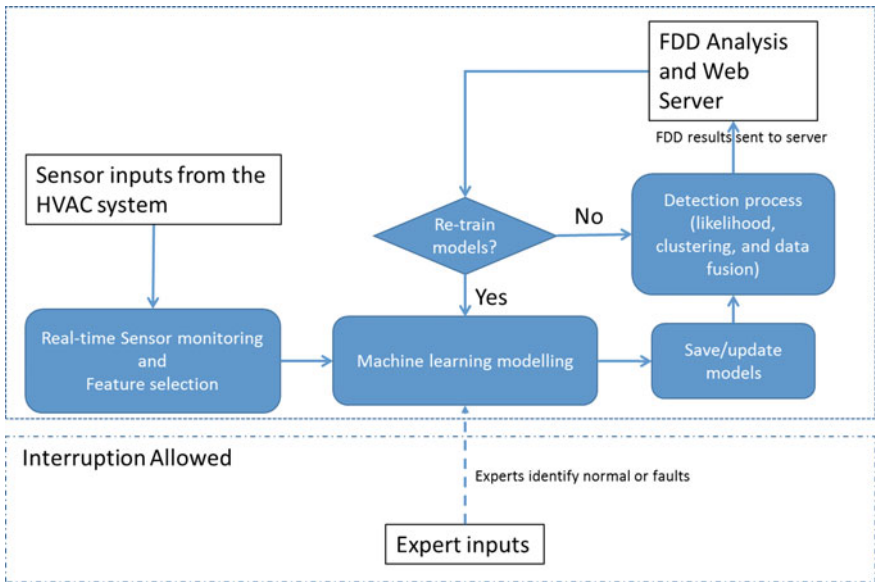 FDD Analysis
and Web
Server
FDD results sent to server
Sensor inputs from the
HVAC system
Re-train
models?
No
Detection process
(likelihood,
clustering, and data
fusion)
Yes
Real-time Sensor monitoring
and
Feature selection
Machine learning modelling
Save/update
models
Interruption Allowed
Experts identify normal or faults
Expert inputs